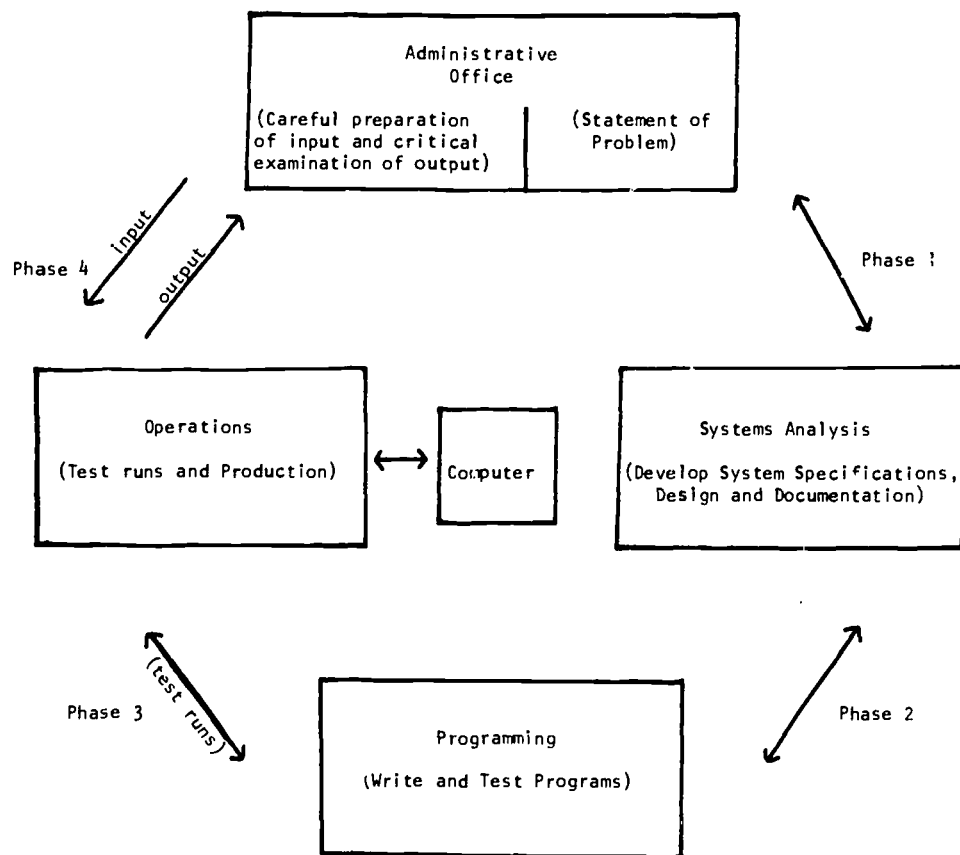 Administrative
Office
(Careful preparation
of input and critical
examination of output)
(Statement of
Problem)
input
output
Phase 4
Phase 1
Operations
(Test runs and Production)
Computer
Systems Analysis
(Develop System Specifications,
Design and Documentation)
(test runs)
Phase 3
Phase 2
Programming
(Write and Test Programs)